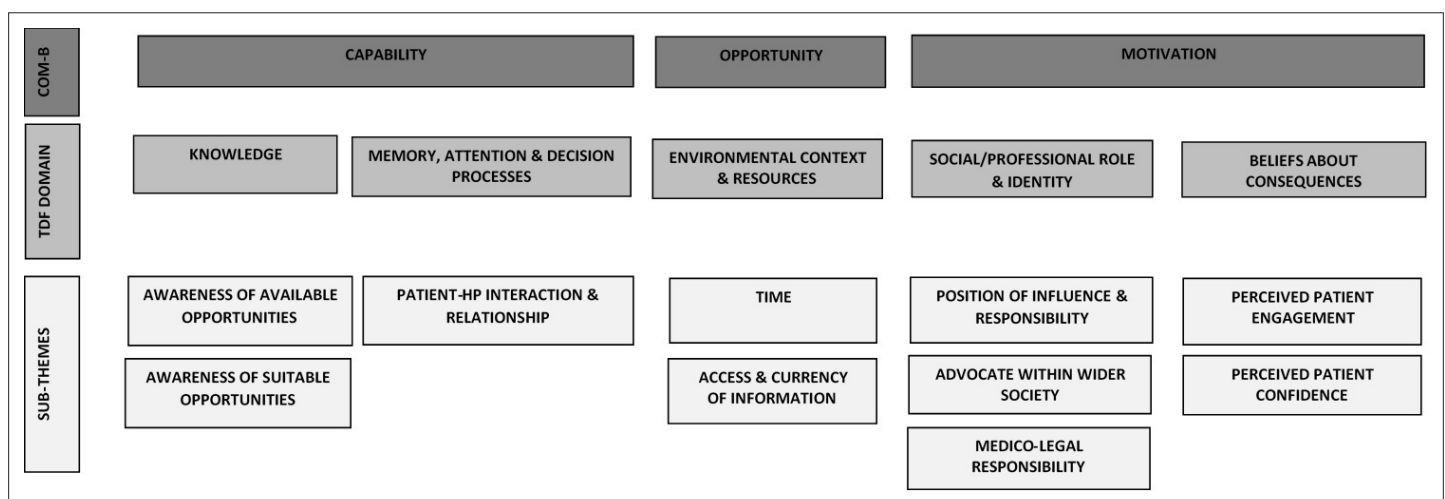 COM-B
CAPABILITY
OPPORTUNITY
MOTIVATION
TDF DOMAIN
KNOWLEDGE
MEMORY, ATTENTION & DECISION
PROCESSES
ENVIRONMENTAL CONTEXT
& RESOURCES
SOCIAL/PROFESSIONAL ROLE
& IDENTITY
BELIEFS ABOUT
CONSEQUENCES
SUB-THEMES
AWARENESS OF AVAILABLE
OPPORTUNITIES
PATIENT-HP INTERACTION &
RELATIONSHIP
TIME
POSITION OF INFLUENCE &
RESPONSIBILITY
PERCEIVED PATIENT
ENGAGEMENT
AWARENESS OF SUITABLE
OPPORTUNITIES
ACCESS & CURRENCY
OF INFORMATION
ADVOCATE WITHIN WIDER
SOCIETY
PERCEIVED PATIENT
CONFIDENCE
MEDICO-LEGAL
RESPONSIBILITY